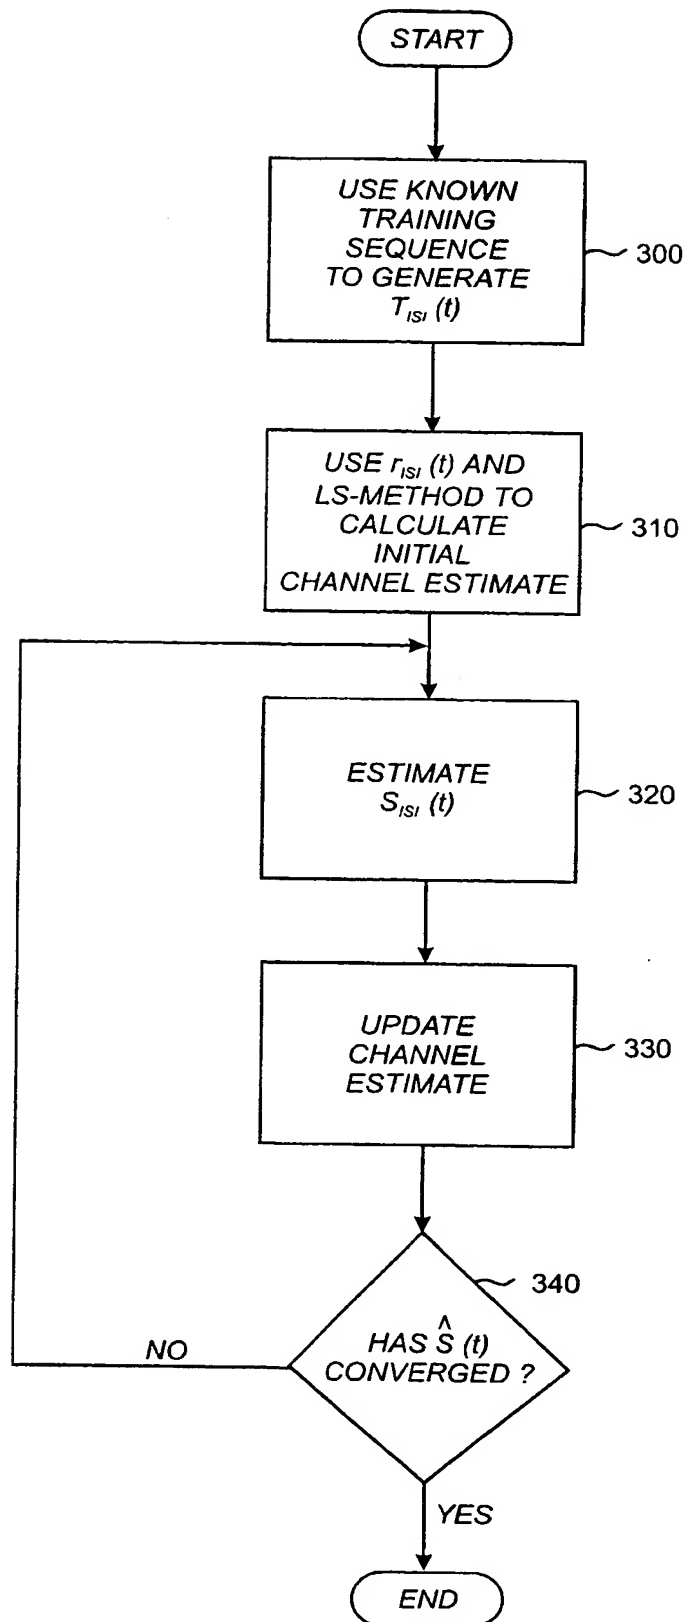 START
USE KNOWN
TRAINING
SEQUENCE
TO GENERATE
T_ISI (t)
300
USE r_ISI (t) AND
LS-METHOD TO
CALCULATE
INITIAL
CHANNEL ESTIMATE
310
ESTIMATE
S_ISI (t)
320
UPDATE
CHANNEL
ESTIMATE
330
340
HAS Ŝ (t)
CONVERGED ?
NO
YES
END